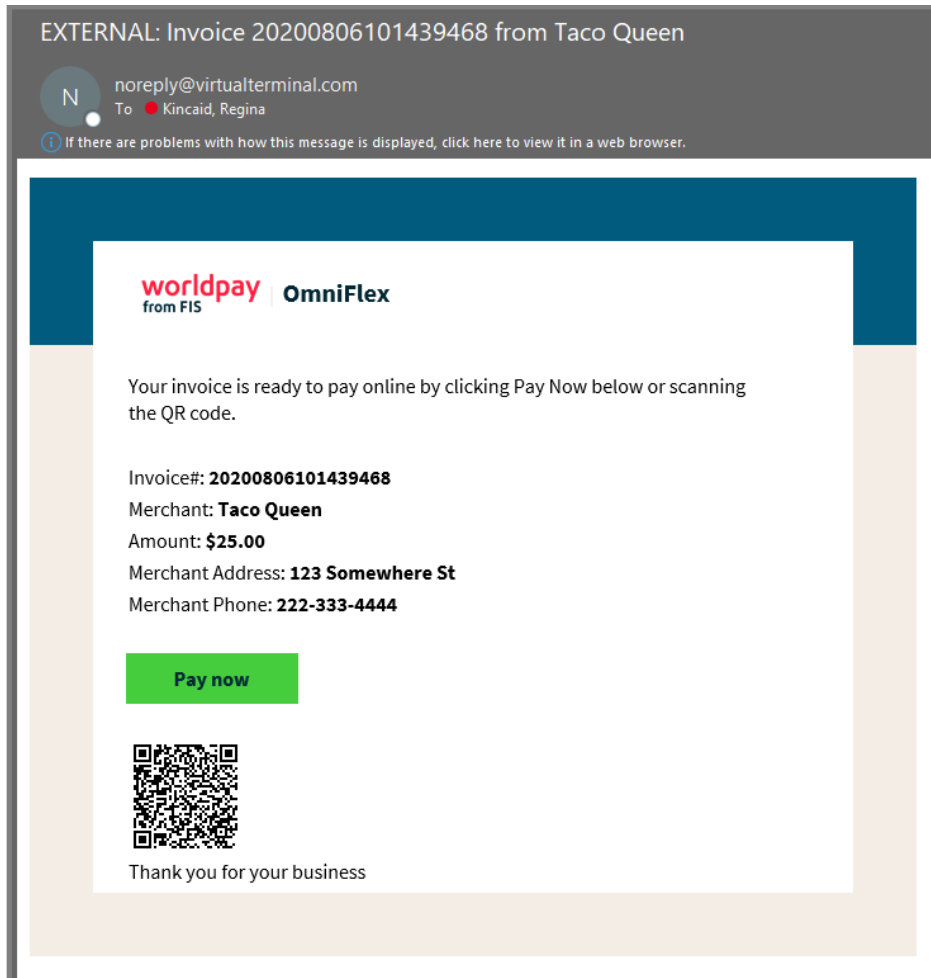 EXTERNAL: Invoice 20200806101439468 from Taco Queen
N
noreply@virtualterminal.com
To Kincaid, Regina
If there are problems with how this message is displayed, click here to view it in a web browser.
worldpay
from FIS
OmniFlex
Your invoice is ready to pay online by clicking Pay Now below or scanning
the QR code.
Invoice#: 20200806101439468
Merchant: Taco Queen
Amount: $25.00
Merchant Address: 123 Somewhere St
Merchant Phone: 222-333-4444
Pay now
Thank you for your business